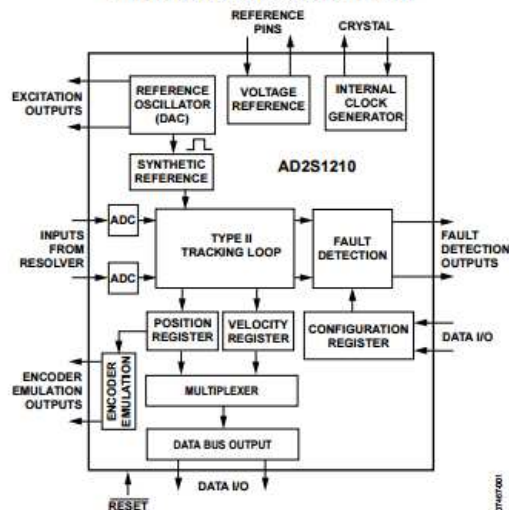 REFERENCE
PINS
CRYSTAL
EXCITATION
OUTPUTS
REFERENCE
OSCILLATOR
(DAC)
VOLTAGE
REFERENCE
INTERNAL
CLOCK
GENERATOR
SYNTHETIC
REFERENCE
AD2S1210
INPUTS
FROM
RESOLVER
ADC
ADC
TYPE II
TRACKING LOOP
FAULT
DETECTION
FAULT
DETECTION
OUTPUTS
POSITION
REGISTER
VELOCITY
REGISTER
CONFIGURATION
REGISTER
DATA I/O
ENCODER
EMULATION
OUTPUTS
ENCODER
EMULATION
MULTIPLEXER
DATA BUS OUTPUT
RESET
DATA I/O
07467-001